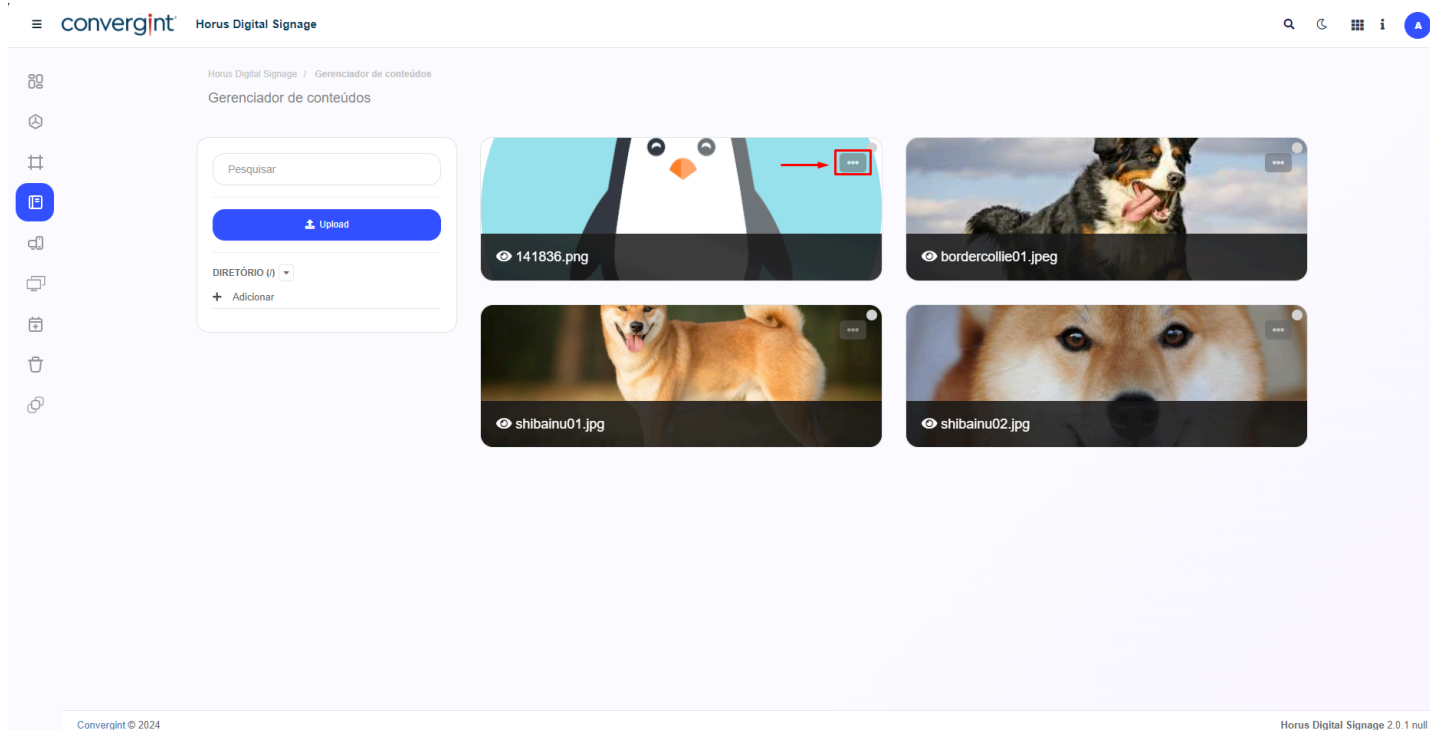 convergint
Horus Digital Signage
i
A
Horus Digital Signage / Gerenciador de conteúdos
Gerenciador de conteúdos
Pesquisar
Upload
DIRETÓRIO (/)
+ Adicionar
141836.png
bordercollie01.jpeg
shibainu01.jpg
shibainu02.jpg
Convergint © 2024
Horus Digital Signage 2.0.1 null